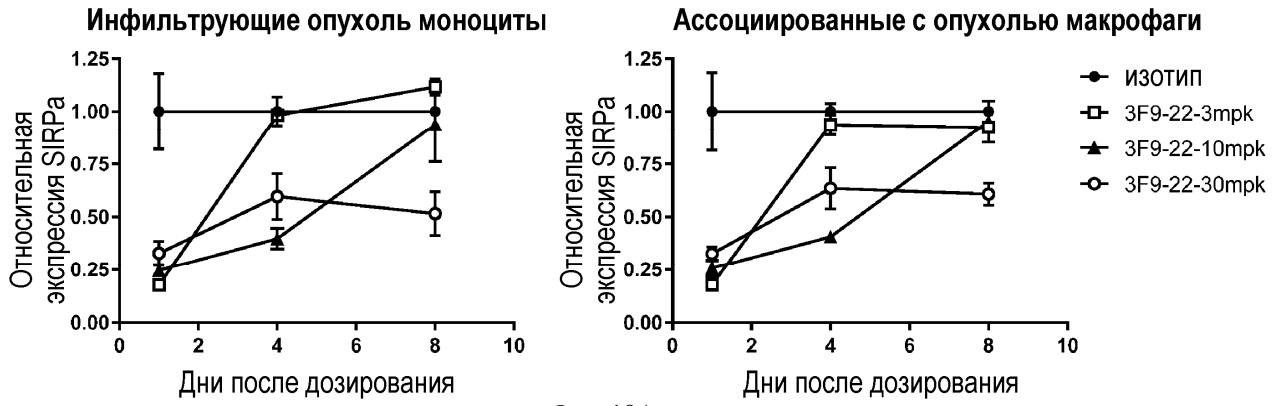 Инфильтрующие опухоль моноциты
1.25
1.00
0.75
0.50
0.25
0.00
Относительная
экспрессия SIRPa
0
2
4
6
8
10
Дни после дозирования
Ассоциированные с опухолью макрофаги
1.25
1.00
0.75
0.50
0.25
0.00
Относительная
экспрессия SIRPa
0
2
4
6
8
10
Дни после дозирования
изотип
3F9-22-3mpk
3F9-22-10mpk
3F9-22-30mpk